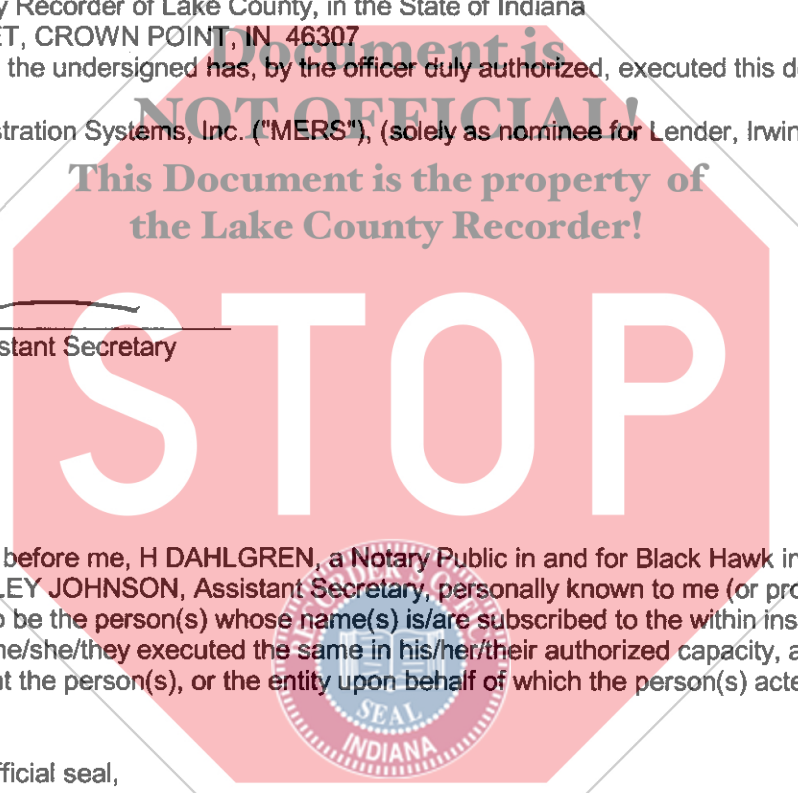 y Recorder of Lake County, in the State of Indiana
ET, CROWN POINT, IN 46307
Document is
the undersigned has, by the officer duly authorized, executed this d
NOT OFFICIAL!
stration Systems, Inc. ("MERS"), (solely as nominee for Lender, Irwin
This Document is the property of
the Lake County Recorder!
STOP
stant Secretary
before me, H DAHLGREN, a Notary Public in and for Black Hawk in
LEY JOHNSON, Assistant Secretary, personally known to me (or pro
o be the person(s) whose name(s) is/are subscribed to the within ins
he/she/they executed the same in his/her/their authorized capacity, a
at the person(s), or the entity upon behalf of which the person(s) acte
RECORDER'S OFFICE
SEAL
INDIANA
fficial seal,